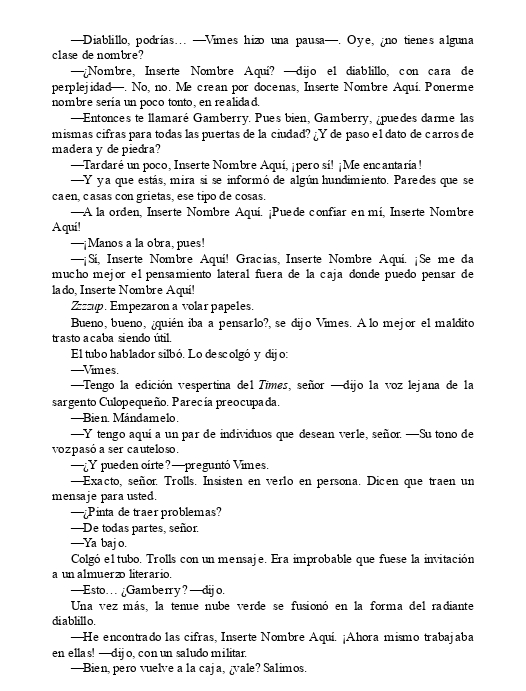 —Diablillo, podrías… —Vimes hizo una pausa—. Oye, ¿no tienes alguna
clase de nombre?
—¿Nombre, Inserte Nombre Aquí? —dijo el diablillo, con cara de
perplejidad—. No, no. Me crean por docenas, Inserte Nombre Aquí. Ponerme
nombre sería un poco tonto, en realidad.
—Entonces te llamaré Gamberry. Pues bien, Gamberry, ¿puedes darme las
mismas cifras para todas las puertas de la ciudad? ¿Y de paso el dato de carros de
madera y de piedra?
—Tardaré un poco, Inserte Nombre Aquí, ¡pero sí! ¡Me encantaría!
—Y ya que estás, mira si se informó de algún hundimiento. Paredes que se
caen, casas con grietas, ese tipo de cosas.
—A la orden, Inserte Nombre Aquí. ¡Puede confiar en mí, Inserte Nombre
Aquí!
—¡Manos a la obra, pues!
—¡Sí, Inserte Nombre Aquí! Gracias, Inserte Nombre Aquí. ¡Se me da
mucho mejor el pensamiento lateral fuera de la caja donde puedo pensar de
lado, Inserte Nombre Aquí!
Zzzzup. Empezaron a volar papeles.
Bueno, bueno, ¿quién iba a pensarlo?, se dijo Vimes. A lo mejor el maldito
trasto acaba siendo útil.
El tubo hablador silbó. Lo descolgó y dijo:
—Vimes.
—Tengo la edición vespertina del Times, señor —dijo la voz lejana de la
sargento Culopequeño. Parecía preocupada.
—Bien. Mándamelo.
—Y tengo aquí a un par de individuos que desean verle, señor. —Su tono de
voz pasó a ser cauteloso.
—¿Y pueden oírte? —preguntó Vimes.
—Exacto, señor. Trolls. Insisten en verlo en persona. Dicen que traen un
mensaje para usted.
—¿Pinta de traer problemas?
—De todas partes, señor.
—Ya bajo.
Colgó el tubo. Trolls con un mensaje. Era improbable que fuese la invitación
a un almuerzo literario.
—Esto… ¿Gamberry? —dijo.
Una vez más, la tenue nube verde se fusionó en la forma del radiante
diablillo.
—He encontrado las cifras, Inserte Nombre Aquí. ¡Ahora mismo trabajaba
en ellas! —dijo, con un saludo militar.
—Bien, pero vuelve a la caja, ¿vale? Salimos.